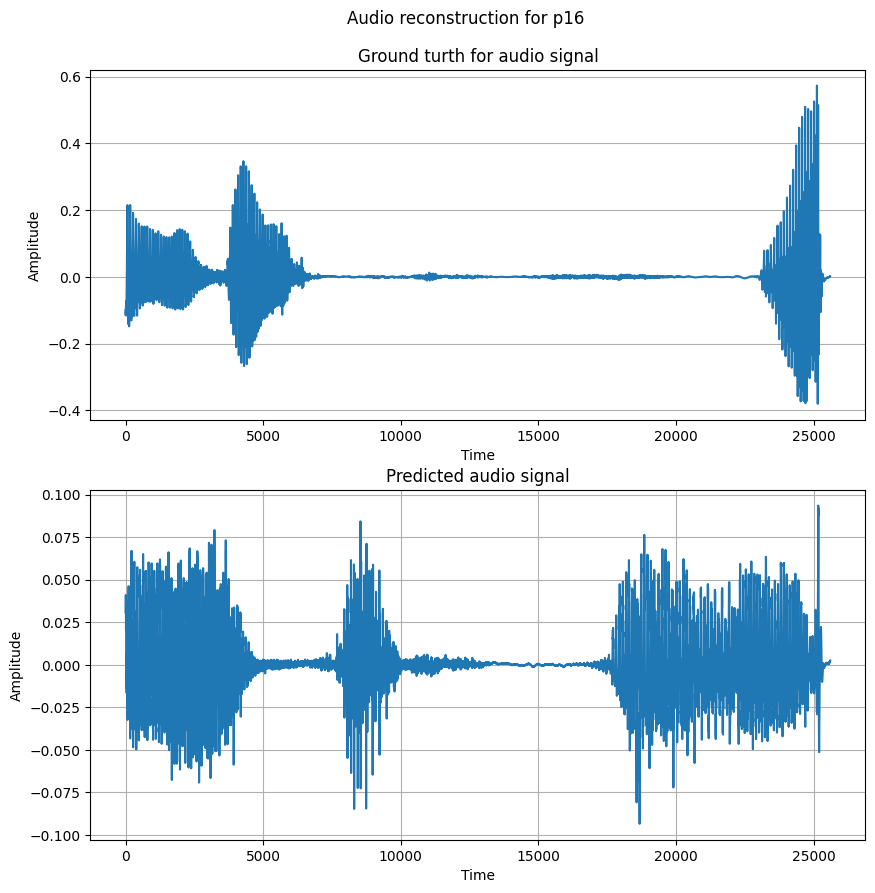 Audio reconstruction for p16
Ground turth for audio signal
0.6
0.4
0.2
0.0
−0.2
−0.4
Amplitude
0 5000 10000 15000 20000 25000
Time
Predicted audio signal
0.100
0.075
0.050
0.025
0.000
−0.025
−0.050
−0.075
−0.100
Amplitude
0 5000 10000 15000 20000 25000
Time